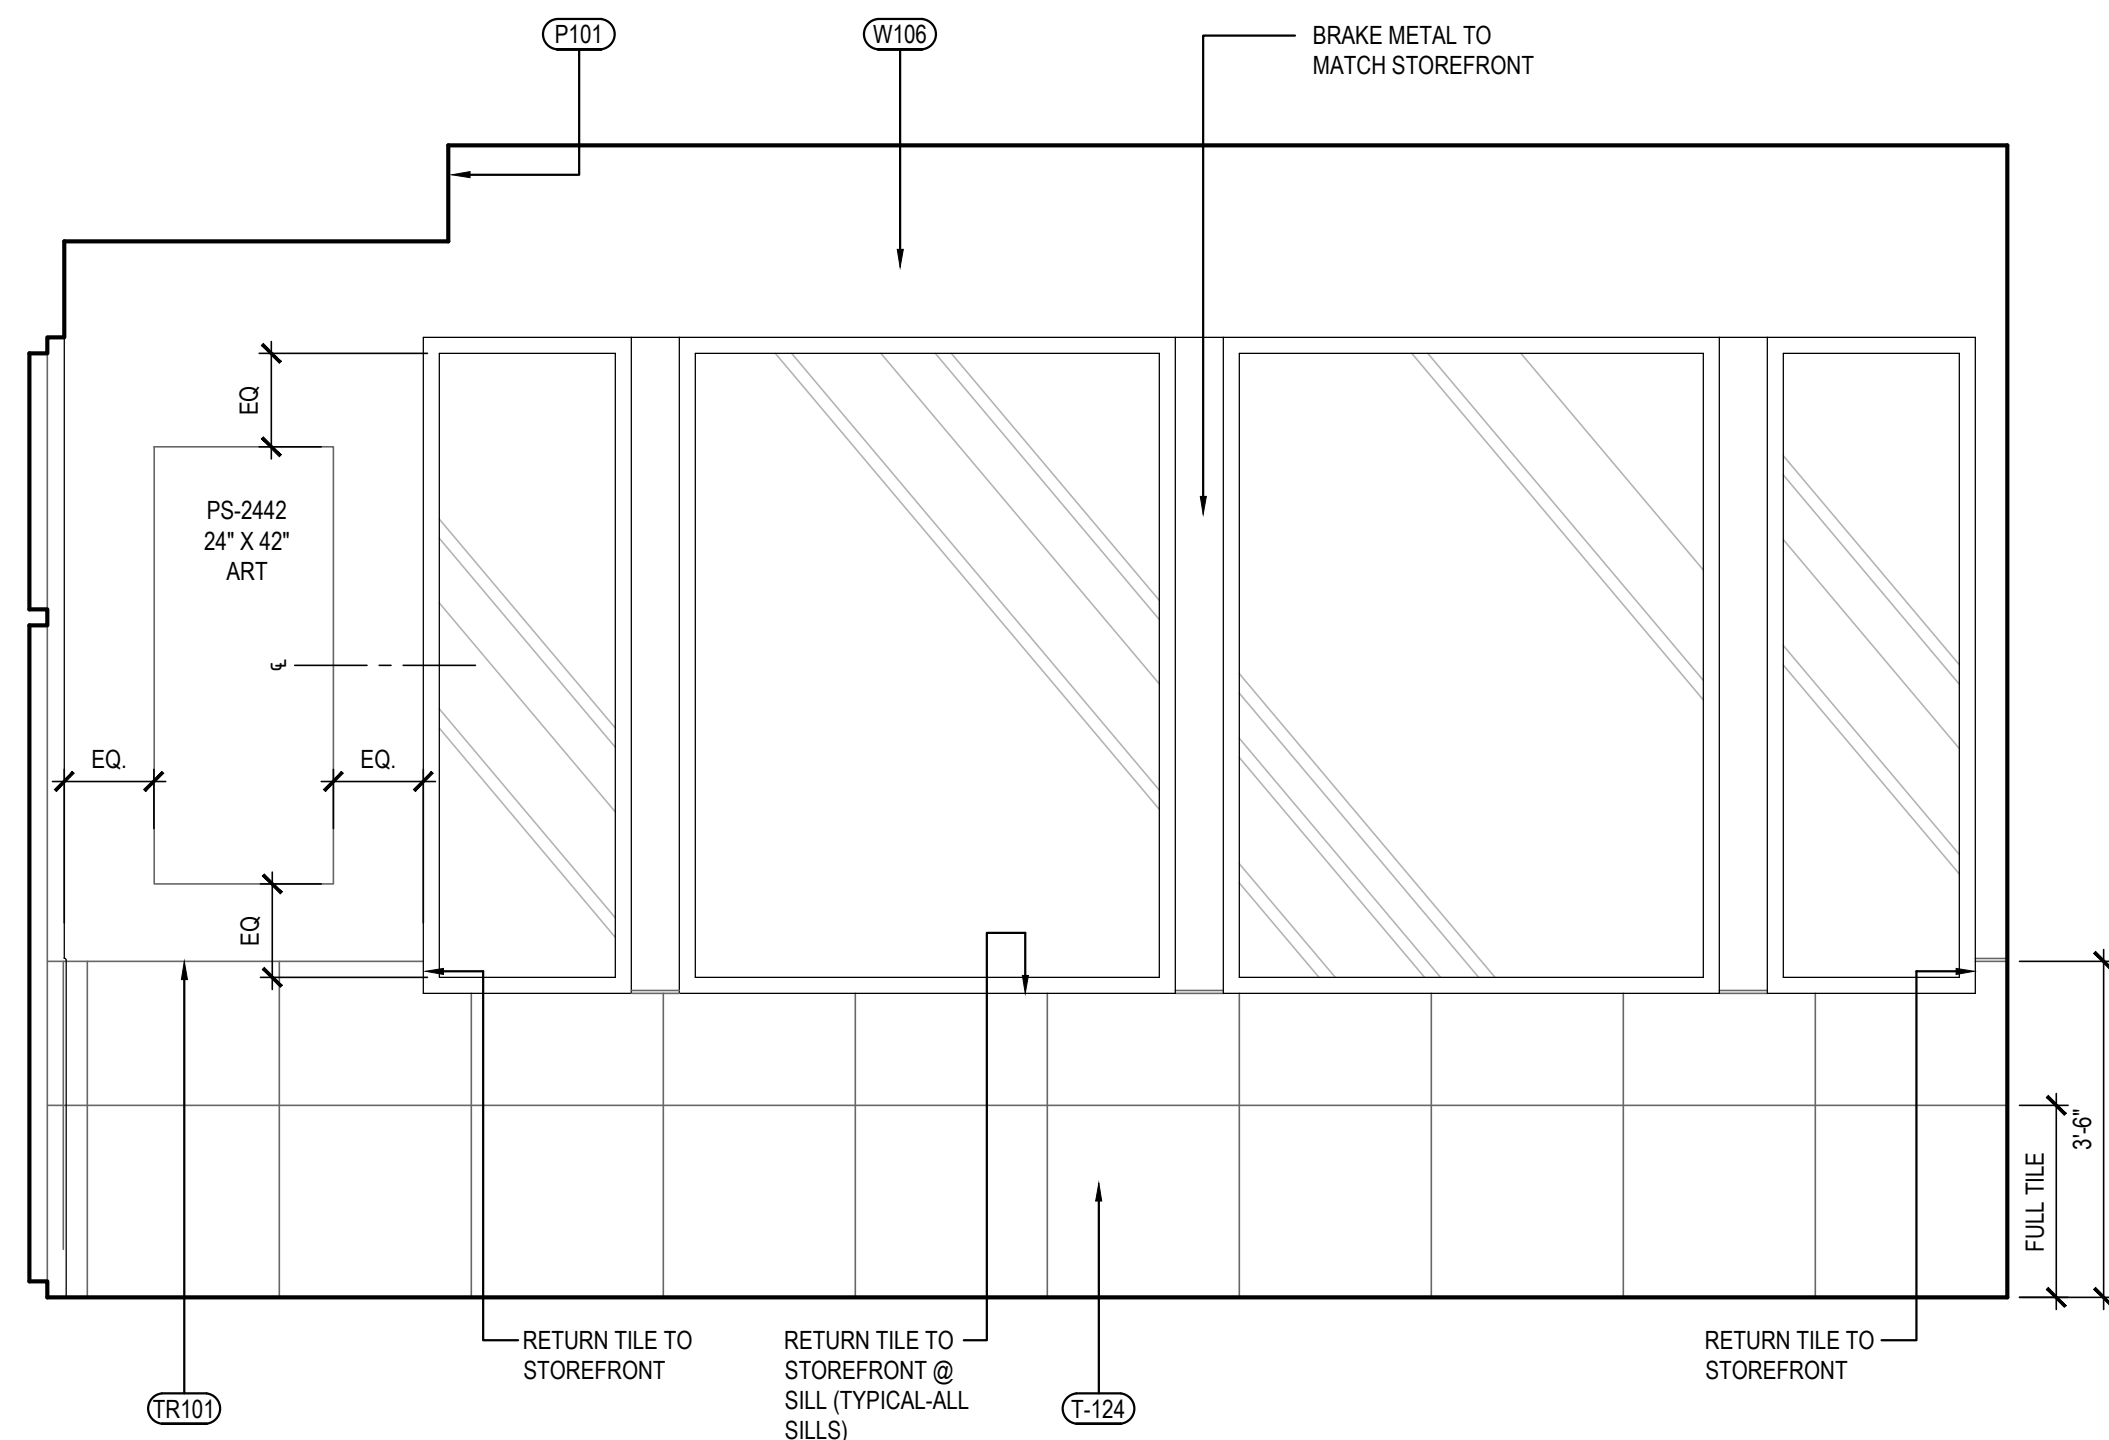 P101
W106
BRAKE METAL TO
MATCH STOREFRONT
EQ
PS-2442
24" X 42"
ART
EQ.
EQ.
EQ
3'-6"
FULL TILE
RETURN TILE TO
STOREFRONT
RETURN TILE TO
STOREFRONT @
SILL (TYPICAL-ALL
SILLS)
RETURN TILE TO
STOREFRONT
TR101
T-124